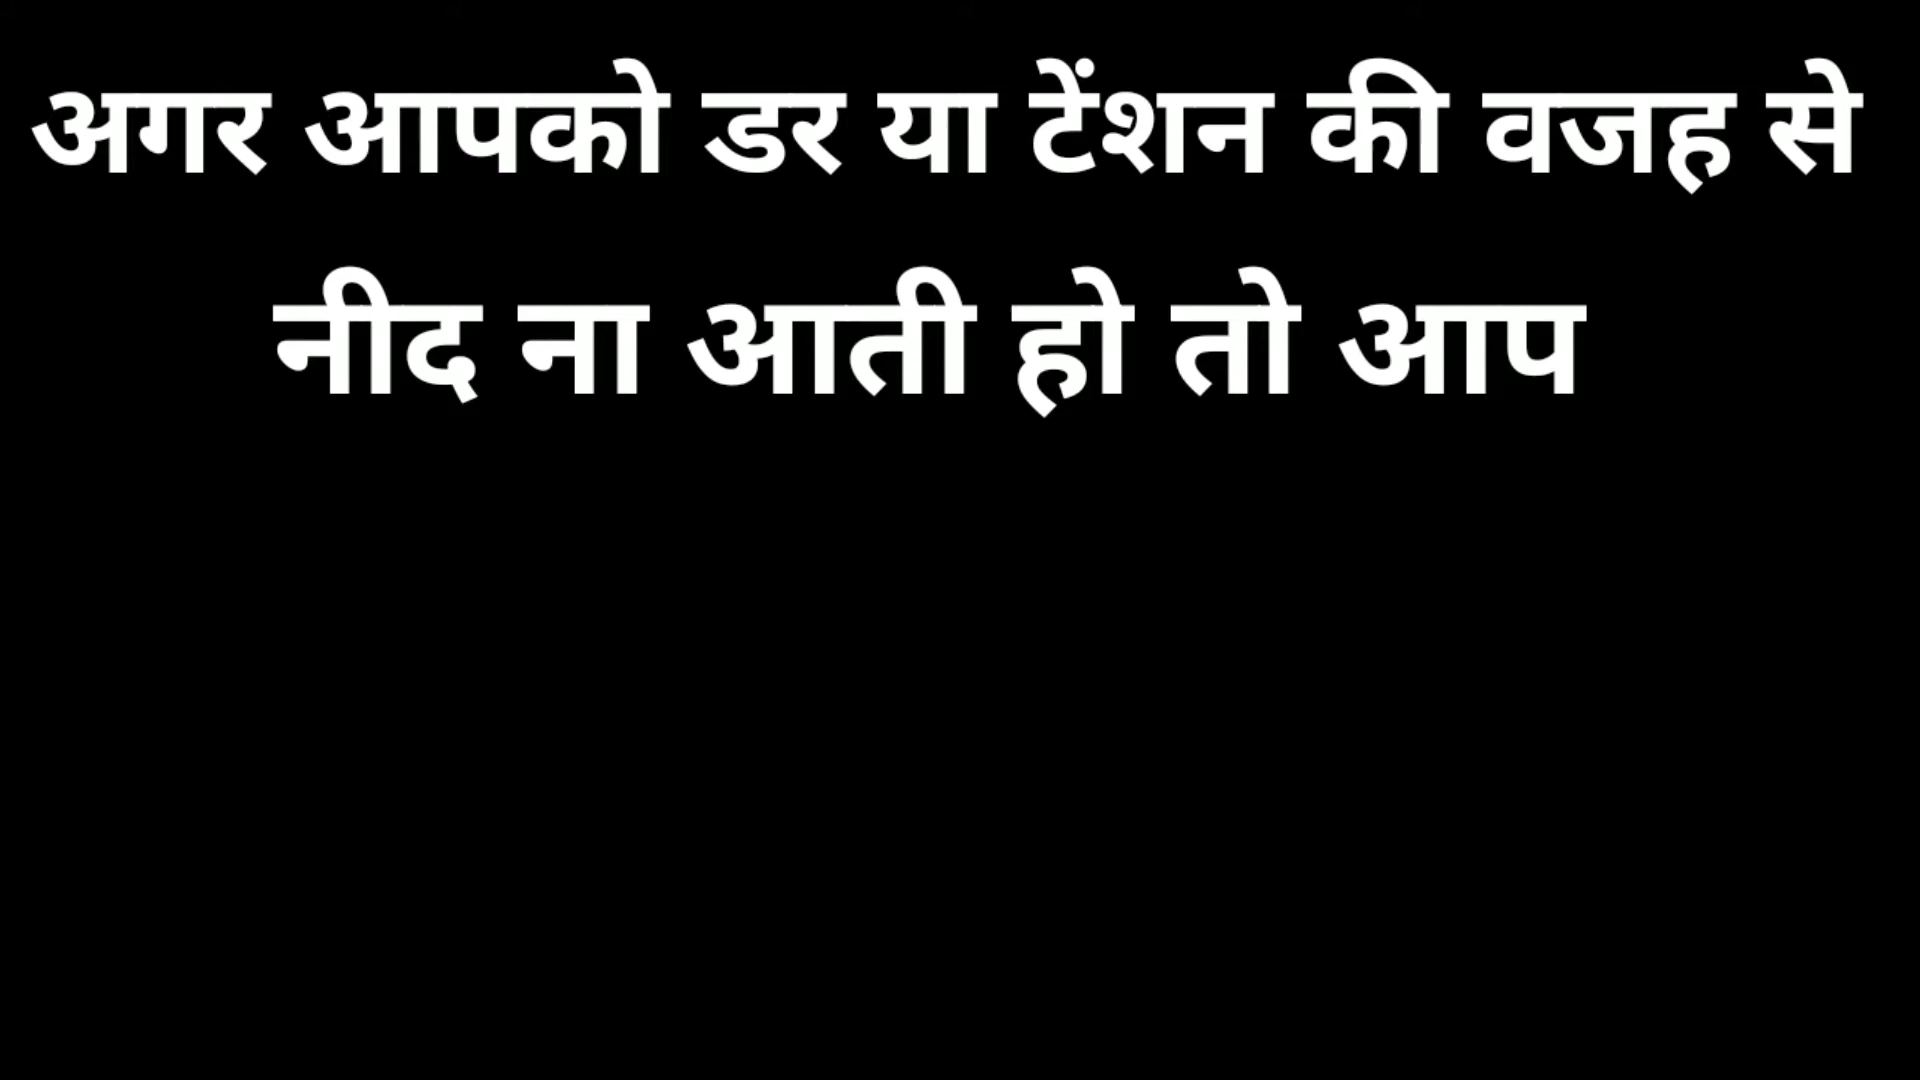 अगर आपको डर या टेंशन की वजह से
नीद ना आती हो तो आप